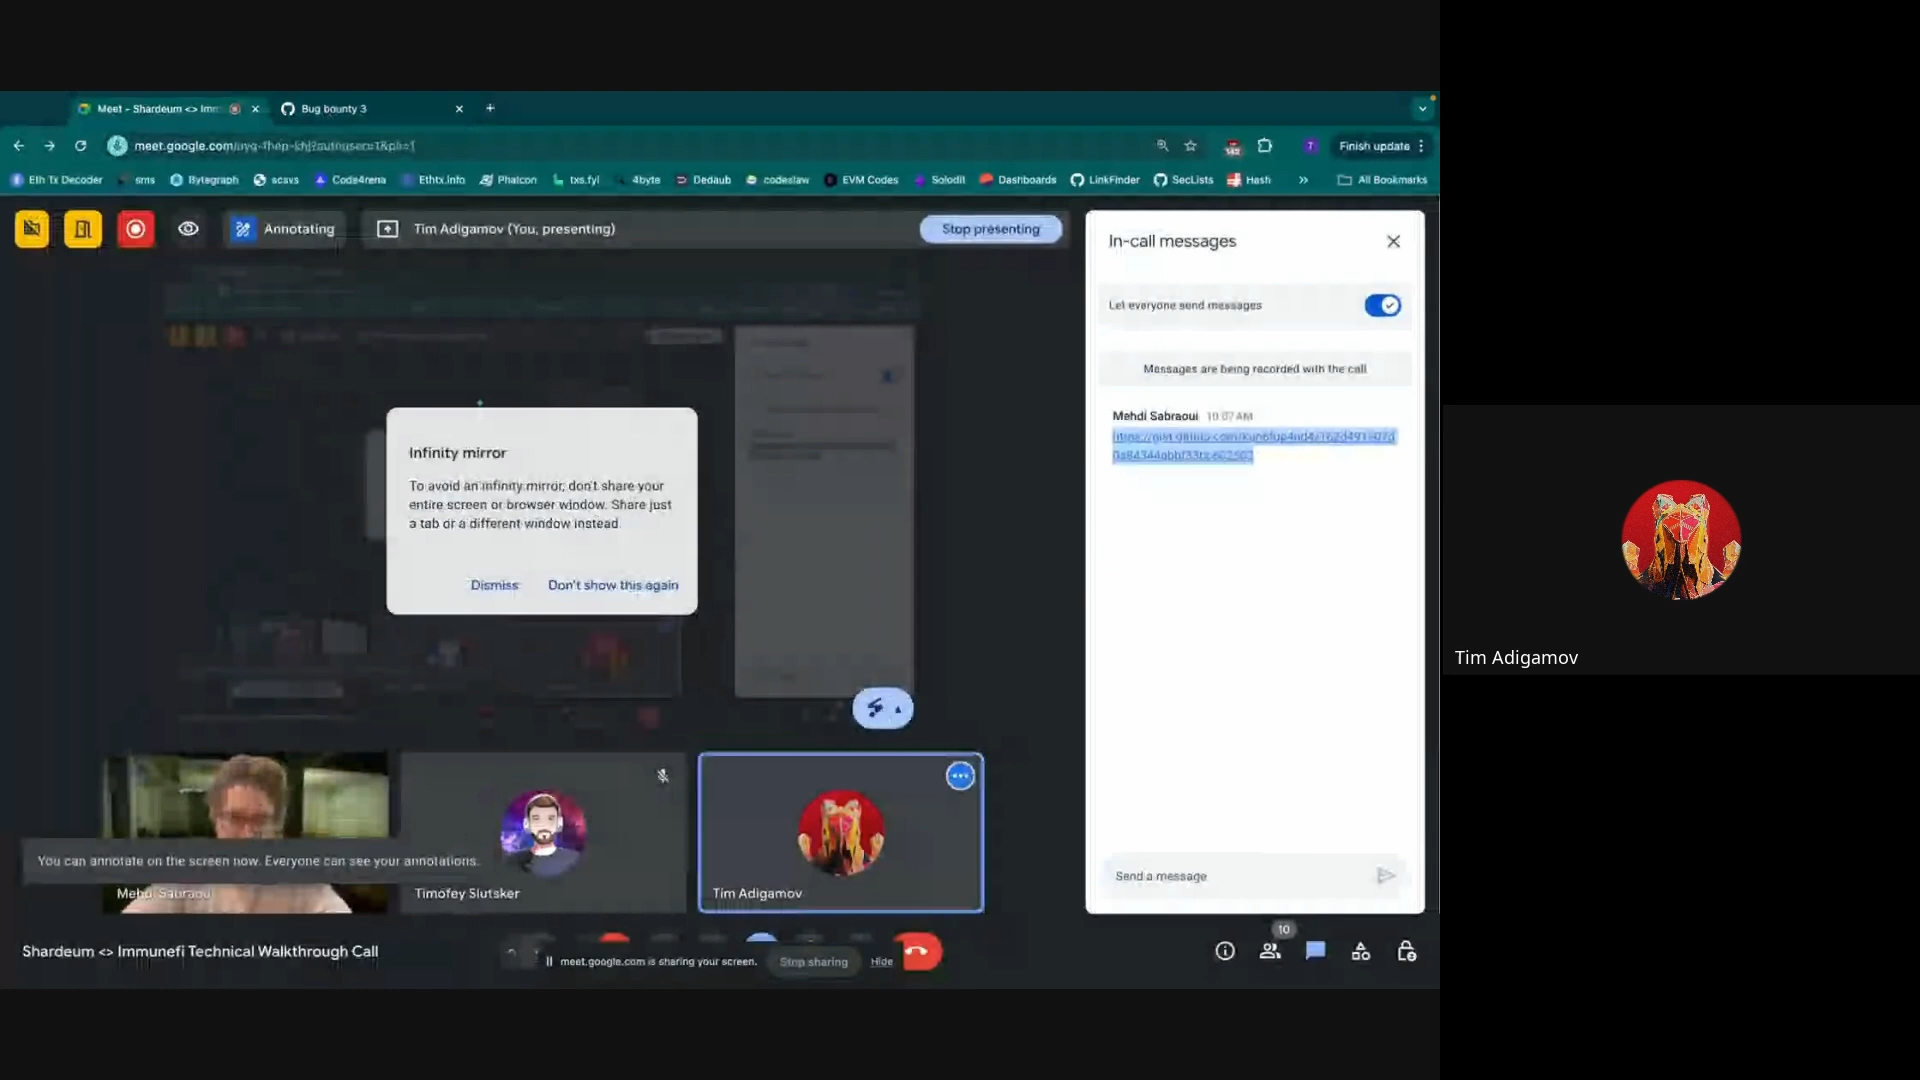 Meet - Shardeum <> Imm
Bug bounty 3
meet.google.com/
Finish update
Eth Tx Decoder
sms
Bytegraph
scsvs
Code4rena
Ethtx.info
Phalcon
txs.fyi
4byte
Dedaub
codeslaw
EVM Codes
Solodit
Dashboards
LinkFinder
SecLists
Hash
All Bookmarks
Annotating
Tim Adigamov (You, presenting)
Stop presenting
In-call messages
Let everyone send messages
Messages are being recorded with the call
Mehdi Sabraoui 10:07 AM
Infinity mirror
To avoid an infinity mirror, don't share your
entire screen or browser window. Share just
a tab or a different window instead.
Dismiss
Don't show this again
You can annotate on the screen now. Everyone can see your annotations.
Mehdi Sabraoui
Timofey Slutsker
Tim Adigamov
Send a message
Shardeum <> Immunefi Technical Walkthrough Call
meet.google.com is sharing your screen.
Stop sharing
Hide
10
Tim Adigamov